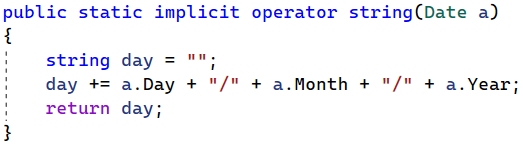 public static implicit operator string(Date a)
{
    string day = "";
    day += a.Day + "/" + a.Month + "/" + a.Year;
    return day;
}